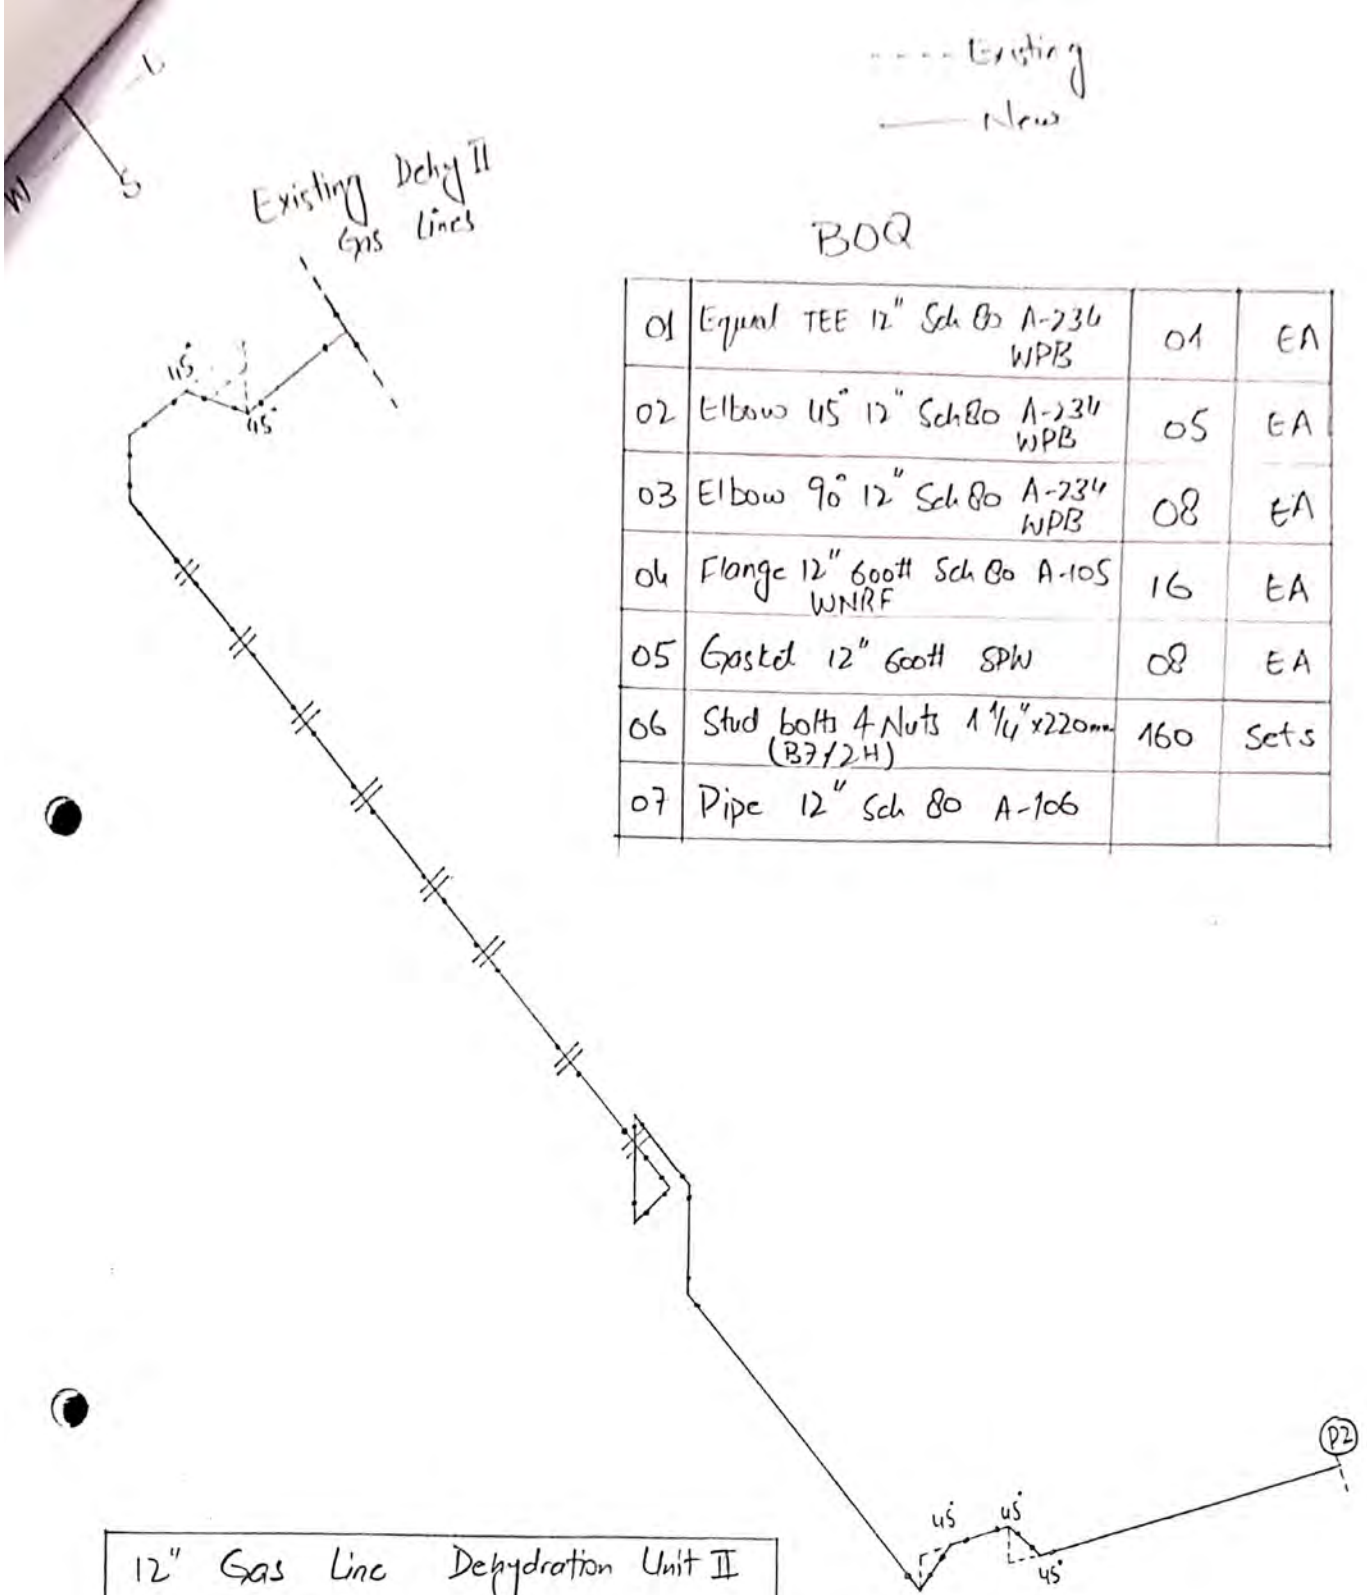 ---- Existing
—— New
S
W
Existing Dehy II
Gas Lines
45°
45°
BOQ
01 Equal TEE 12" Sch 80 A-234 01 EA
WPB
02 Elbow 45° 12" Sch 80 A-234 05 EA
WPB
03 Elbow 90° 12" Sch 80 A-234 08 EA
WPB
04 Flange 12" 600# Sch 80 A-105 16 EA
WNRF
05 Gasket 12" 600# SPW 08 EA
06 Stud bolts & Nuts 1 1/4" x220mm 160 Sets
(B7/2H)
07 Pipe 12" Sch 80 A-106
P2
45° 45°
45°
12" Gas Line Dehydration Unit II